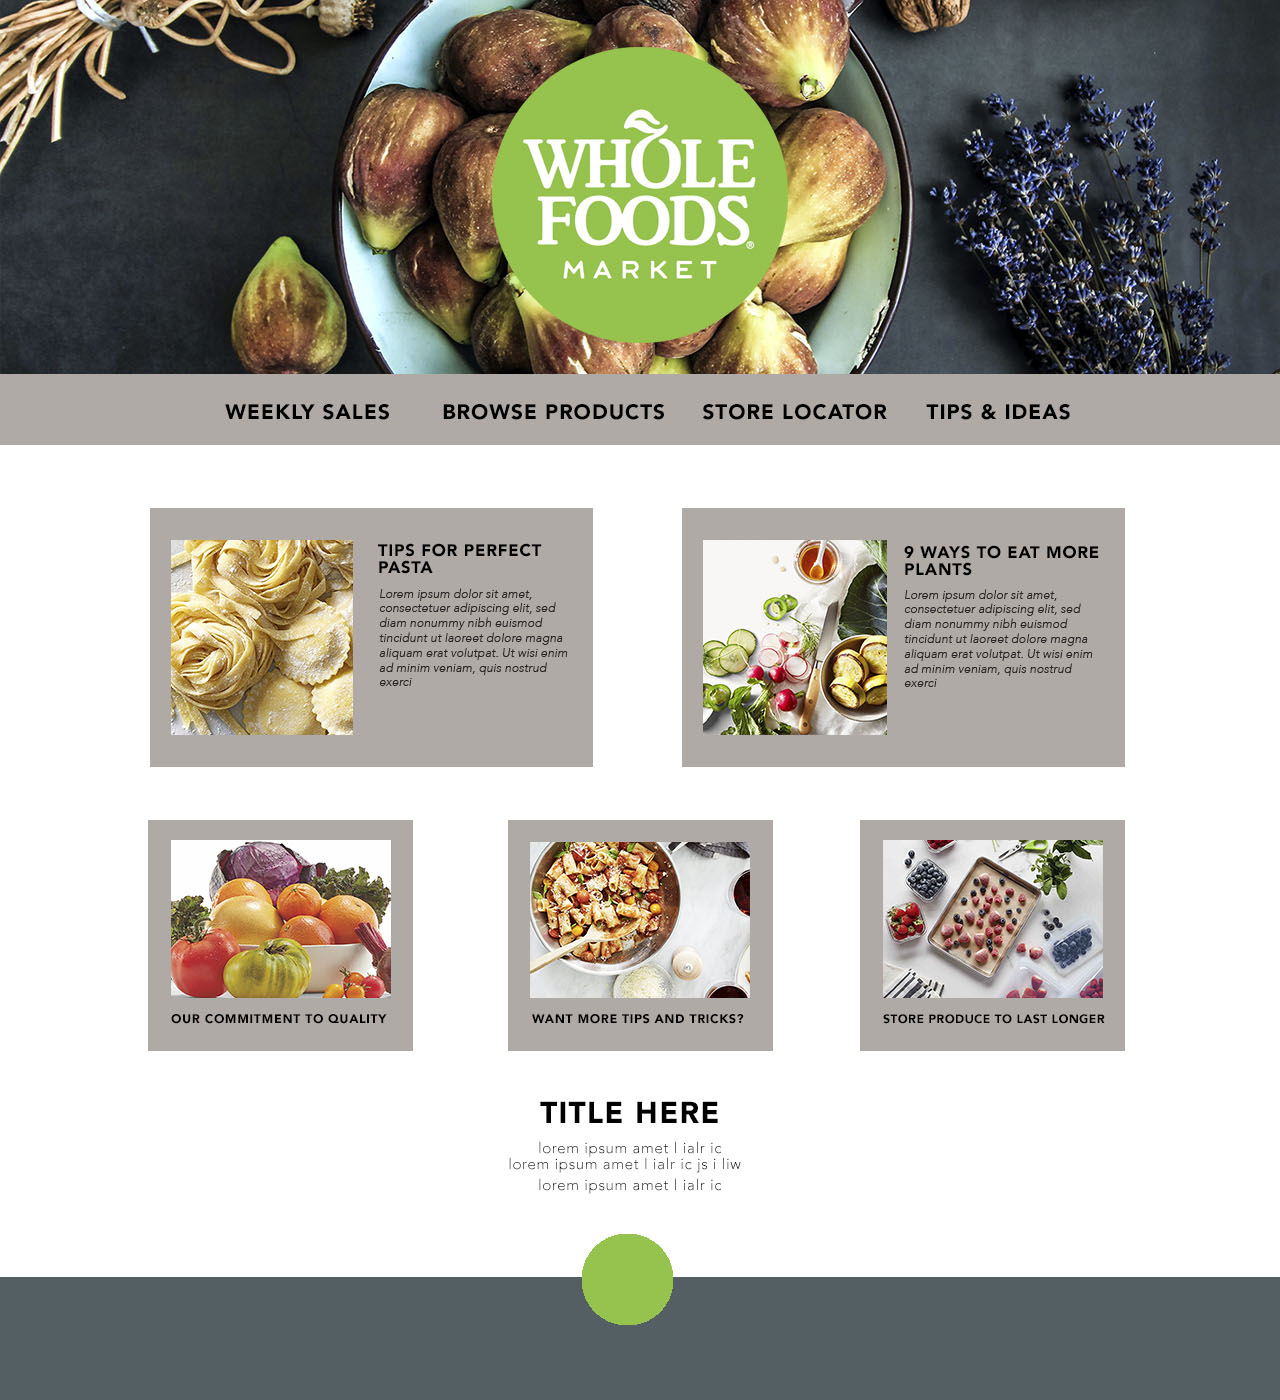 WHOLE
FOODS®
MARKET
WEEKLY SALES BROWSE PRODUCTS STORE LOCATOR TIPS & IDEAS
TIPS FOR PERFECT
PASTA
Lorem ipsum dolor sit amet,
consectetuer adipiscing elit, sed
diam nonummy nibh euismod
tincidunt ut laoreet dolore magna
aliquam erat volutpat. Ut wisi enim
ad minim veniam, quis nostrud
exerci
9 WAYS TO EAT MORE
PLANTS
Lorem ipsum dolor sit amet,
consectetuer adipiscing elit, sed
diam nonummy nibh euismod
tincidunt ut laoreet dolore magna
aliquam erat volutpat. Ut wisi enim
ad minim veniam, quis nostrud
exerci
OUR COMMITMENT TO QUALITY
WANT MORE TIPS AND TRICKS?
STORE PRODUCE TO LAST LONGER
TITLE HERE
lorem ipsum amet l ialr ic
lorem ipsum amet l ialr ic js i liw
lorem ipsum amet l ialr ic